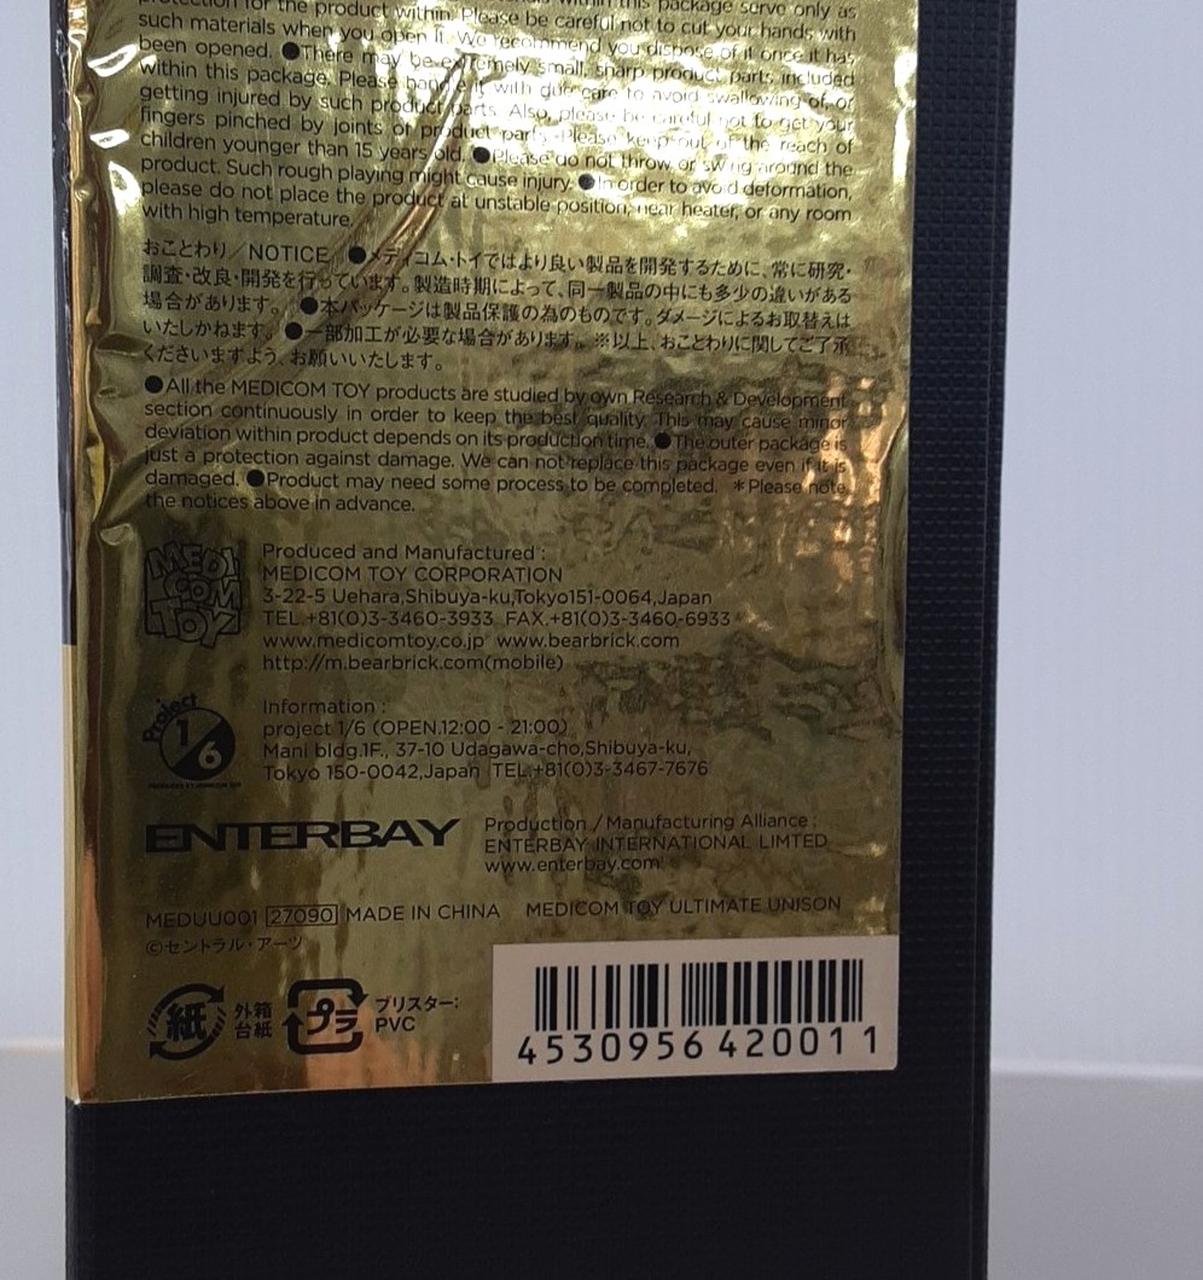 protection for the product within. Please be careful not to cut your hands with
such materials when you open it. We recommend you dispose of it once it has
been opened. ●There may be extremely small, sharp product parts included
within this package. Please handle it with due care to avoid swallowing of, or
getting injured by such product parts. Also, please be careful not to get your
fingers pinched by joints of product parts. Please keep out of the reach of
children younger than 15 years old. ●Please do not throw or swing around the
product. Such rough playing might cause injury. ●In order to avoid deformation,
please do not place the product at unstable position, near heater, or any room
with high temperature.
おことわり/NOTICE ●メディコム・トイではより良い製品を開発するために、常に研究・
調査・改良・開発を行っています。製造時期によって、同一製品の中にも多少の違いがある
場合があります。 ●本パッケージは製品保護の為のものです。ダメージによるお取替えは
いたしかねます。 ●一部加工が必要な場合があります。※以上、おことわりに関してご了承
くださいますよう、お願いいたします。
●All the MEDICOM TOY products are studied by own Research & Development
section continuously in order to keep the best quality. This may cause minor
deviation within product depends on its production time. ●The outer package is
just a protection against damage. We can not replace this package even if it is
damaged. ●Product may need some process to be completed. *Please note
the notices above in advance.
MEDI
COM
TOY
Produced and Manufactured :
MEDICOM TOY CORPORATION
3-22-5 Uehara,Shibuya-ku,Tokyo151-0064,Japan
TEL.+81(0)3-3460-3933 FAX.+81(0)3-3460-6933
www.medicomtoy.co.jp www.bearbrick.com
http://m.bearbrick.com(mobile)
Project
1/6
Information :
project 1/6 (OPEN.12:00 - 21:00)
Mani bldg.1F., 37-10 Udagawa-cho,Shibuya-ku,
Tokyo 150-0042,Japan TEL.+81(0)3-3467-7676
ENTERBAY
Production / Manufacturing Alliance :
ENTERBAY INTERNATIONAL LIMTED
www.enterbay.com
MEDUU001 27090 MADE IN CHINA MEDICOM TOY ULTIMATE UNISON
©セントラル・アーツ
紙 外箱
台紙
プラ ブリスター:
PVC
4530956420011